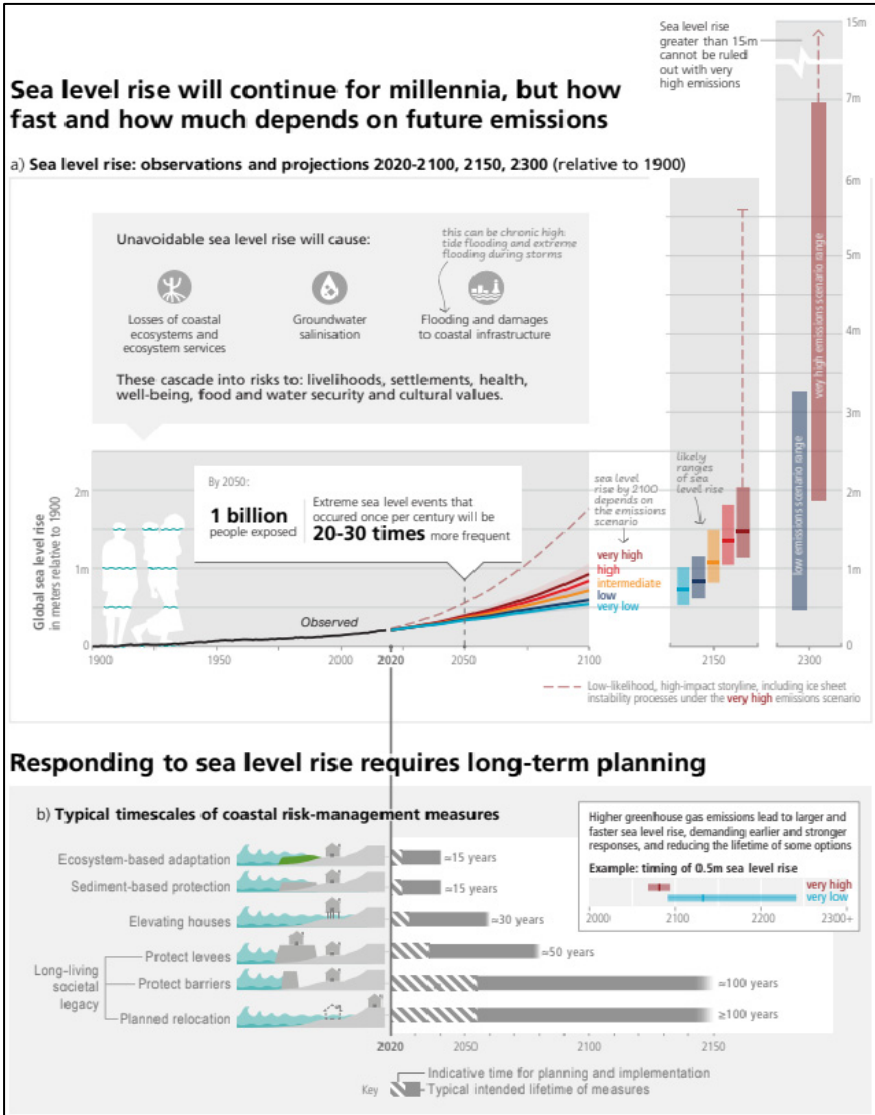 15m
Sea level rise
greater than 15m
cannot be ruled
out with very
high emissions
7m
Sea level rise will continue for millennia, but how
fast and how much depends on future emissions
a) Sea level rise: observations and projections 2020-2100, 2150, 2300 (relative to 1900)
6m
5m
4m
3m
2m
1m
0
Unavoidable sea level rise will cause:
this can be chronic high
tide flooding and extreme
flooding during storms
Losses of coastal
ecosystems and
ecosystem services
Groundwater
salinisation
Flooding and damages
to coastal infrastructure
These cascade into risks to: livelihoods, settlements, health,
well-being, food and water security and cultural values.
Global sea level rise
in meters relative to 1900
2m
1m
0
By 2050:
1 billion
people exposed
Extreme sea level events that
occured once per century will be
20-30 times more frequent
Observed
sea level
rise by 2100
depends on
the emissions
scenario
very high
high
intermediate
low
very low
likely
ranges
of sea
level rise
low emissions scenario range
very high emissions scenario range
1900 1950 2000 2020 2050 2100 2150 2300
Low-likelihood, high-impact storyline, including ice sheet
instability processes under the very high emissions scenario
Responding to sea level rise requires long-term planning
b) Typical timescales of coastal risk-management measures
Higher greenhouse gas emissions lead to larger and
faster sea level rise, demanding earlier and stronger
responses, and reducing the lifetime of some options
Example: timing of 0.5m sea level rise
very high
very low
2000 2100 2200 2300+
Ecosystem-based adaptation ≈15 years
Sediment-based protection ≈15 years
Elevating houses ≈30 years
Long-living
societal
legacy
Protect levees ≈50 years
Protect barriers ≈100 years
Planned relocation ≥100 years
2020 2050 2100 2150
Key
Indicative time for planning and implementation
Typical intended lifetime of measures